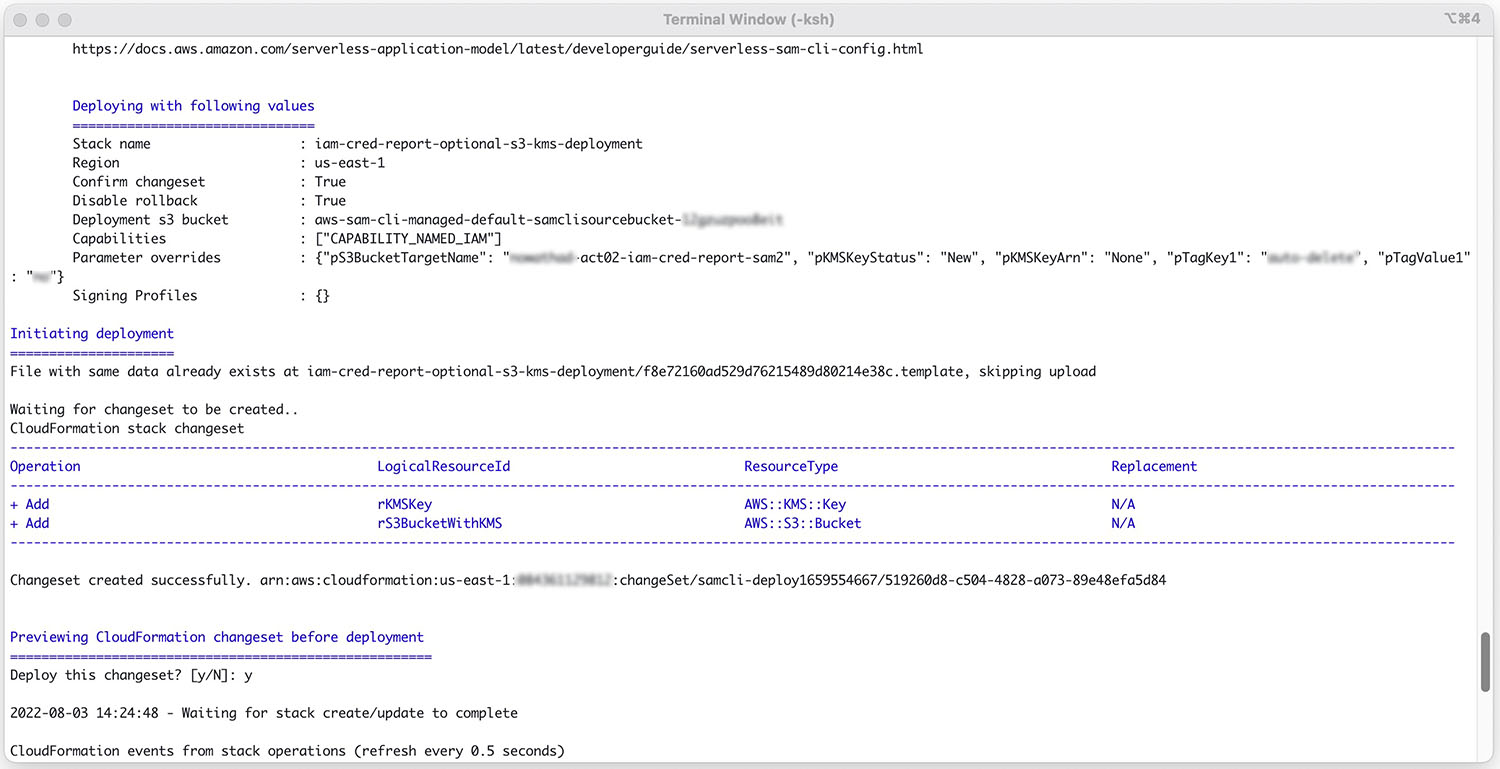 Terminal Window (-ksh)
⌥⌘4
https://docs.aws.amazon.com/serverless-application-model/latest/developerguide/serverless-sam-cli-config.html
Deploying with following values
===============================
Stack name : iam-cred-report-optional-s3-kms-deployment
Region : us-east-1
Confirm changeset : True
Disable rollback : True
Deployment s3 bucket : aws-sam-cli-managed-default-samclisourcebucket-
Capabilities : ["CAPABILITY_NAMED_IAM"]
Parameter overrides : {"pS3BucketTargetName": "-act02-iam-cred-report-sam2", "pKMSKeyStatus": "New", "pKMSKeyArn": "None", "pTagKey1": "", "pTagValue1"
: ""}
Signing Profiles : {}
Initiating deployment
=====================
File with same data already exists at iam-cred-report-optional-s3-kms-deployment/f8e72160ad529d76215489d80214e38c.template, skipping upload
Waiting for changeset to be created..
CloudFormation stack changeset
Operation LogicalResourceId ResourceType Replacement
+ Add rKMSKey AWS::KMS::Key N/A
+ Add rS3BucketWithKMS AWS::S3::Bucket N/A
Changeset created successfully. arn:aws:cloudformation:us-east-1::changeSet/samcli-deploy1659554667/519260d8-c504-4828-a073-89e48efa5d84
Previewing CloudFormation changeset before deployment
======================================================
Deploy this changeset? [y/N]: y
2022-08-03 14:24:48 - Waiting for stack create/update to complete
CloudFormation events from stack operations (refresh every 0.5 seconds)